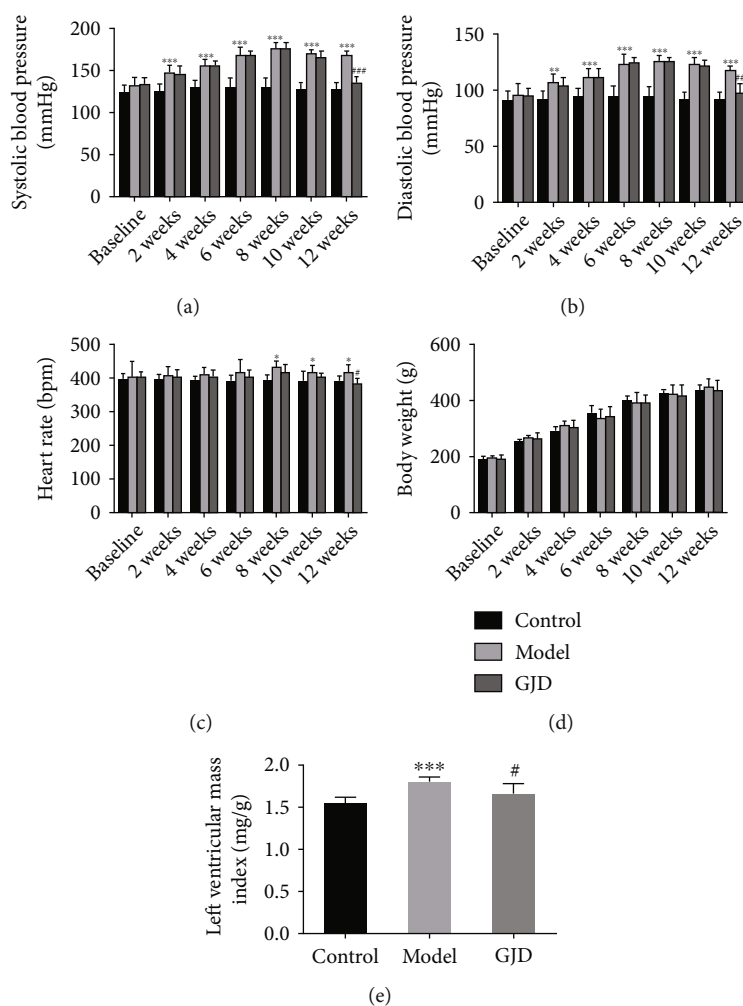 Systolic blood pressure
(mmHg)
200
150
100
50
0
***
***
***
***
***
***
###
Baseline
2 weeks
4 weeks
6 weeks
8 weeks
10 weeks
12 weeks
(a)
Diastolic blood pressure
(mmHg)
150
100
50
0
**
***
***
***
***
***
##
Baseline
2 weeks
4 weeks
6 weeks
8 weeks
10 weeks
12 weeks
(b)
Heart rate (bpm)
500
400
300
200
100
0
*
*
*
#
Baseline
2 weeks
4 weeks
6 weeks
8 weeks
10 weeks
12 weeks
(c)
Body weight (g)
600
400
200
0
Baseline
2 weeks
4 weeks
6 weeks
8 weeks
10 weeks
12 weeks
Control
Model
GJD
(d)
Left ventricular mass
index (mg/g)
2.0
1.5
1.0
0.5
0.0
***
#
Control
Model
GJD
(e)